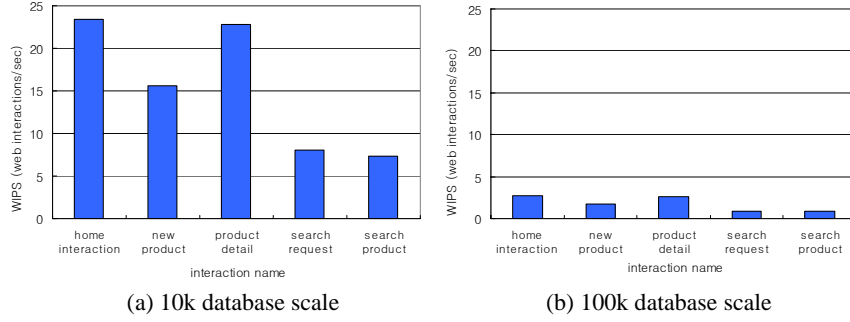 25
20
15
10
5
0
WIPS (web interactions/sec)
home
interaction
new
product
product
detail
search
request
search
product
interaction name
(a) 10k database scale
25
20
15
10
5
0
WIPS (web interactions/sec)
home
interaction
new
product
product
detail
search
request
search
product
interaction name
(b) 100k database scale